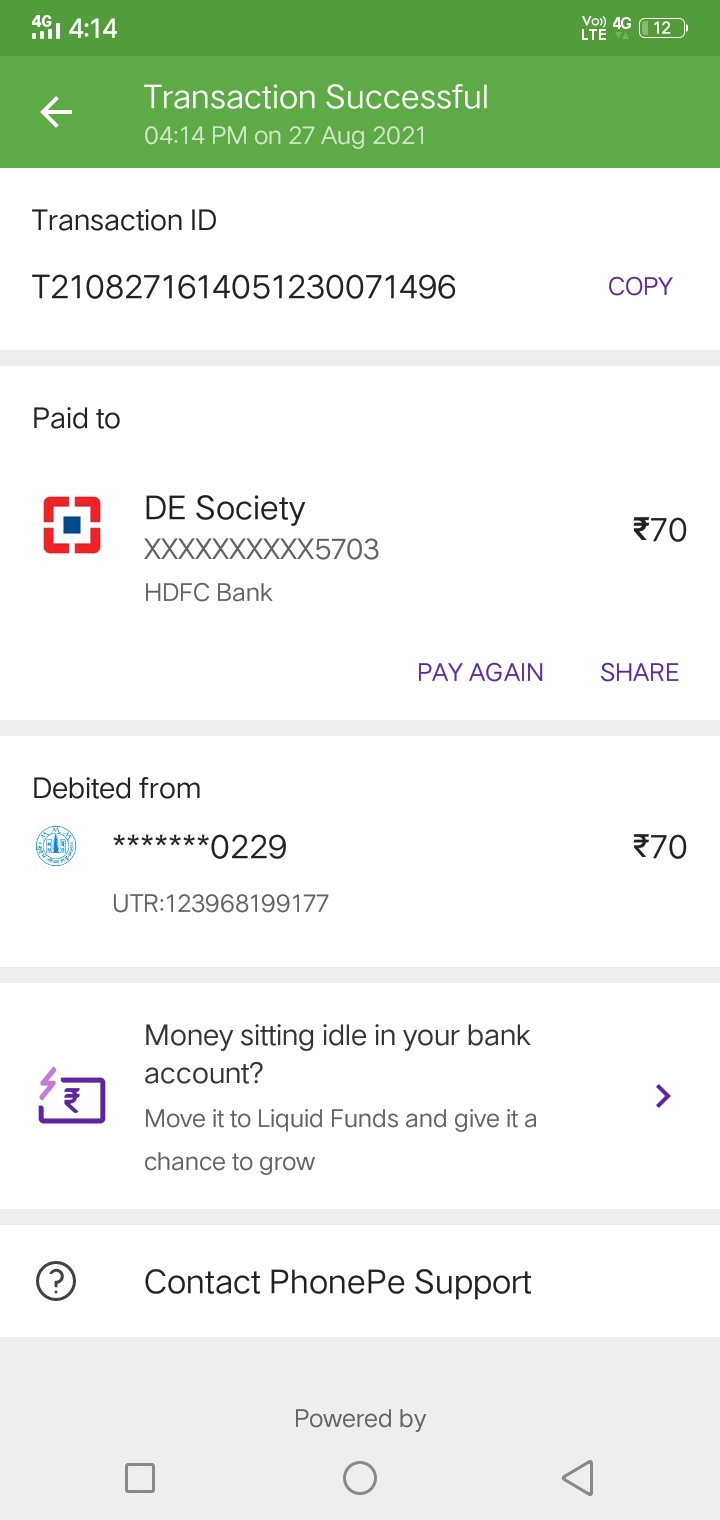 4G 4:14 Vo)) LTE 4G 12
Transaction Successful
04:14 PM on 27 Aug 2021
Transaction ID
T2108271614051230071496 COPY
Paid to
DE Society
XXXXXXXXXX5703 ₹70
HDFC Bank
PAY AGAIN SHARE
Debited from
*******0229 ₹70
UTR:123968199177
Money sitting idle in your bank
account?
Move it to Liquid Funds and give it a
chance to grow
Contact PhonePe Support
Powered by